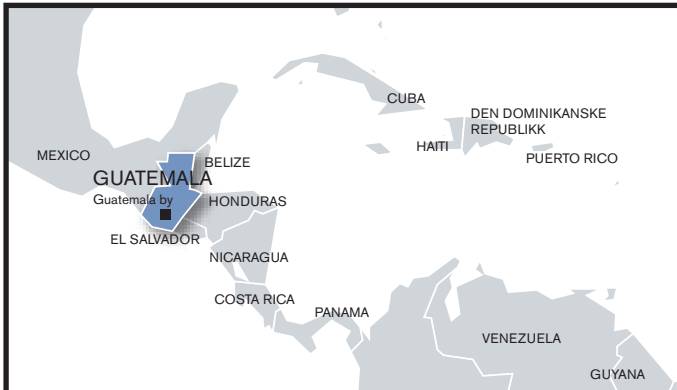 CUBA
DEN DOMINIKANSKE
REPUBLIKK
HAITI
PUERTO RICO
MEXICO
BELIZE
GUATEMALA
Guatemala by
HONDURAS
EL SALVADOR
NICARAGUA
COSTA RICA
PANAMA
VENEZUELA
GUYANA